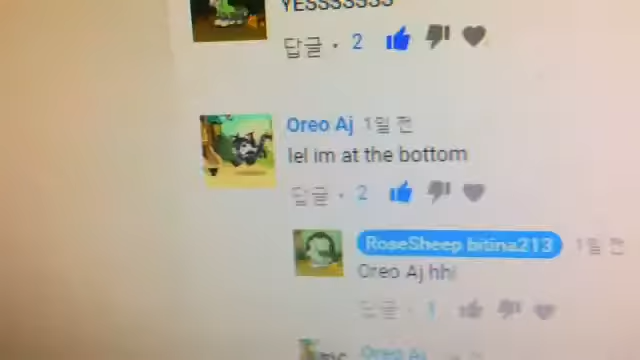 YESSSSSSS
답글 · 2
Oreo Aj 1일 전
lel im at the bottom
답글 · 2
RoseSheep bitina213 1일 전
Oreo Aj hhi
답글 · 1
Oreo Aj